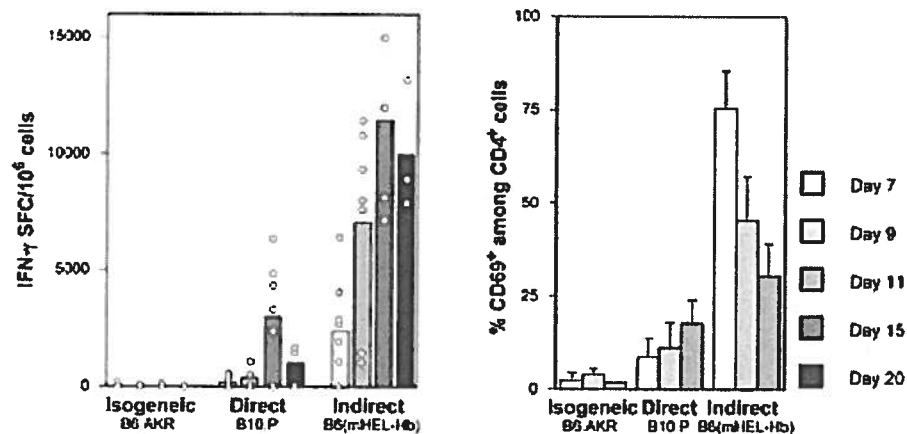 IFN-γ SFC/10⁶ cells
15000
10000
5000
0
Isogeneic Direct Indirect
B6 AKR B10 P B6(mHEL-Hb)
% CD69⁺ among CD4⁺ cells
100
75
50
25
0
Isogeneic Direct Indirect
B6.AKR B10 P B6(mHEL-Hb)
Day 7
Day 9
Day 11
Day 15
Day 20